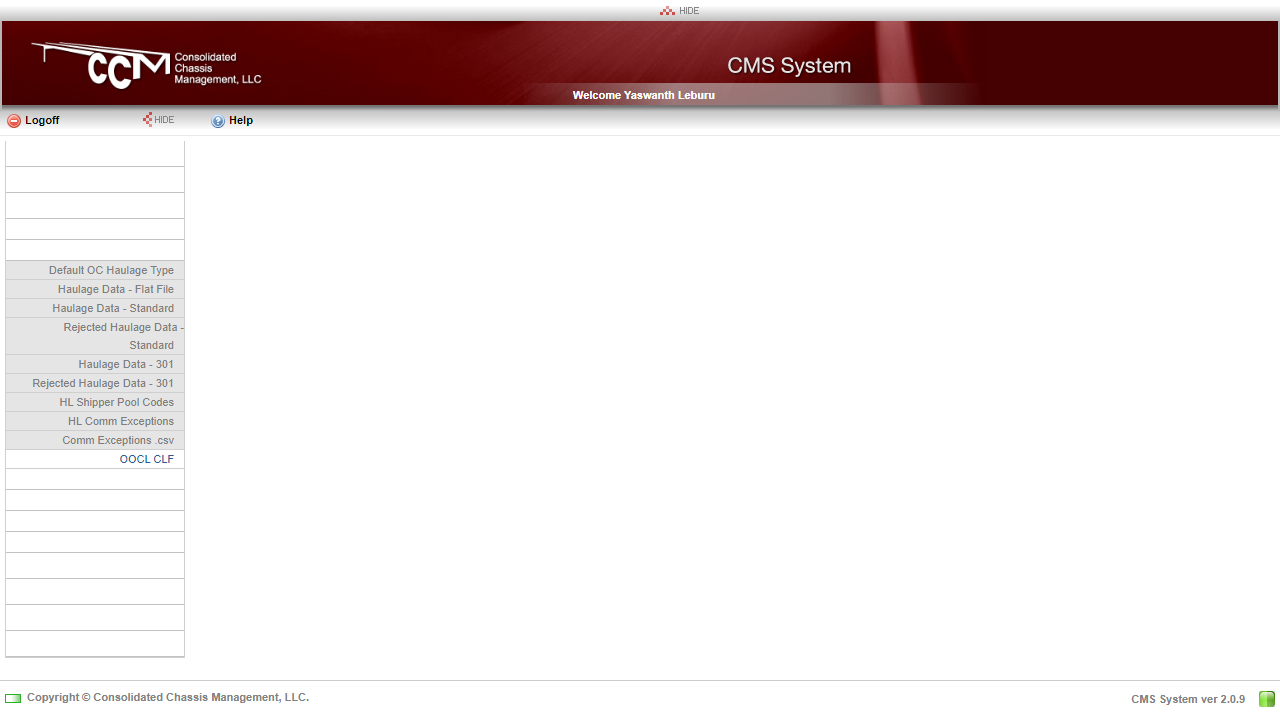 HIDE
CCM
Consolidated
Chassis
Management, LLC
CMS System
Welcome Yaswanth Leburu
Logoff
HIDE
Help
Default OC Haulage Type
Haulage Data - Flat File
Haulage Data - Standard
Rejected Haulage Data -
Standard
Haulage Data - 301
Rejected Haulage Data - 301
HL Shipper Pool Codes
HL Comm Exceptions
Comm Exceptions .csv
OOCL CLF
Copyright © Consolidated Chassis Management, LLC.
CMS System ver 2.0.9